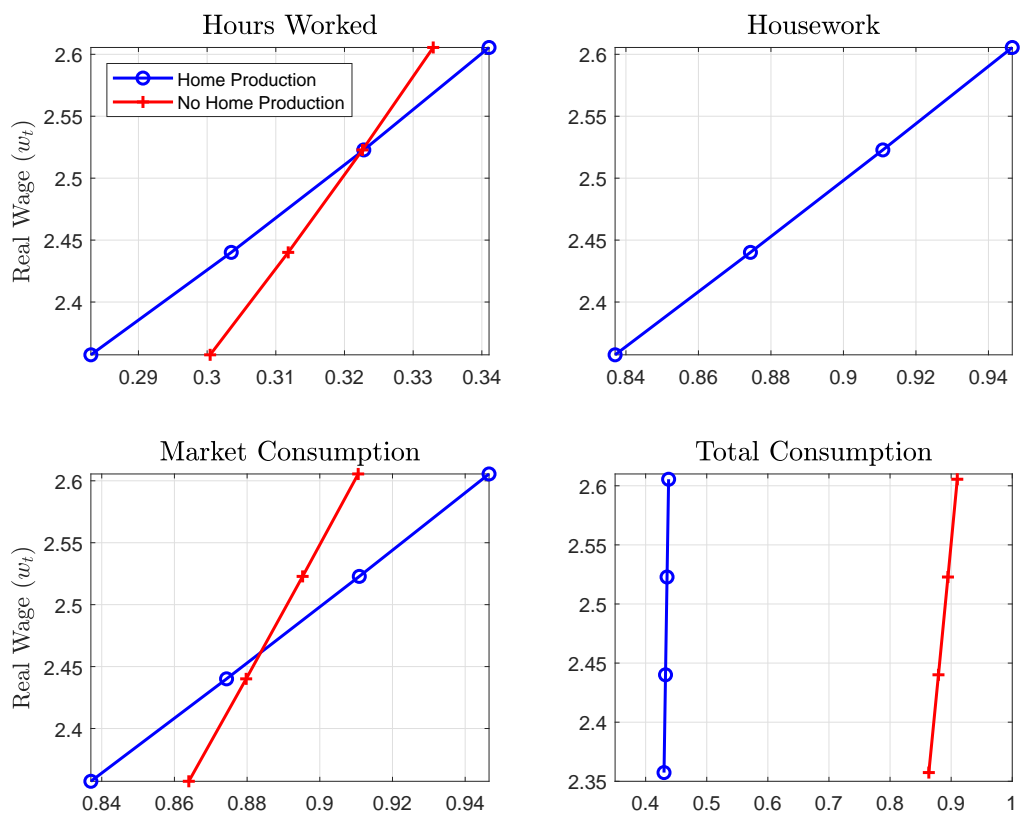 Hours Worked
Housework
Real Wage (w_t)
2.6
2.55
2.5
2.45
2.4
Home Production
No Home Production
0.29 0.3 0.31 0.32 0.33 0.34
2.6
2.55
2.5
2.45
2.4
0.84 0.86 0.88 0.9 0.92 0.94
Market Consumption
Total Consumption
Real Wage (w_t)
2.6
2.55
2.5
2.45
2.4
0.84 0.86 0.88 0.9 0.92 0.94
2.6
2.55
2.5
2.45
2.4
2.35
0.4 0.5 0.6 0.7 0.8 0.9 1